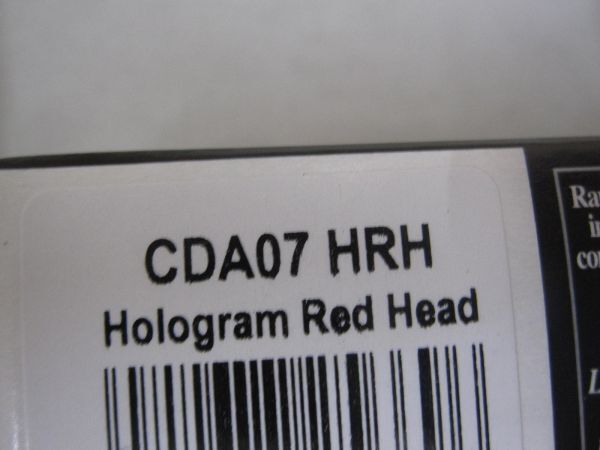 CDA07 HRH
Hologram Red Head